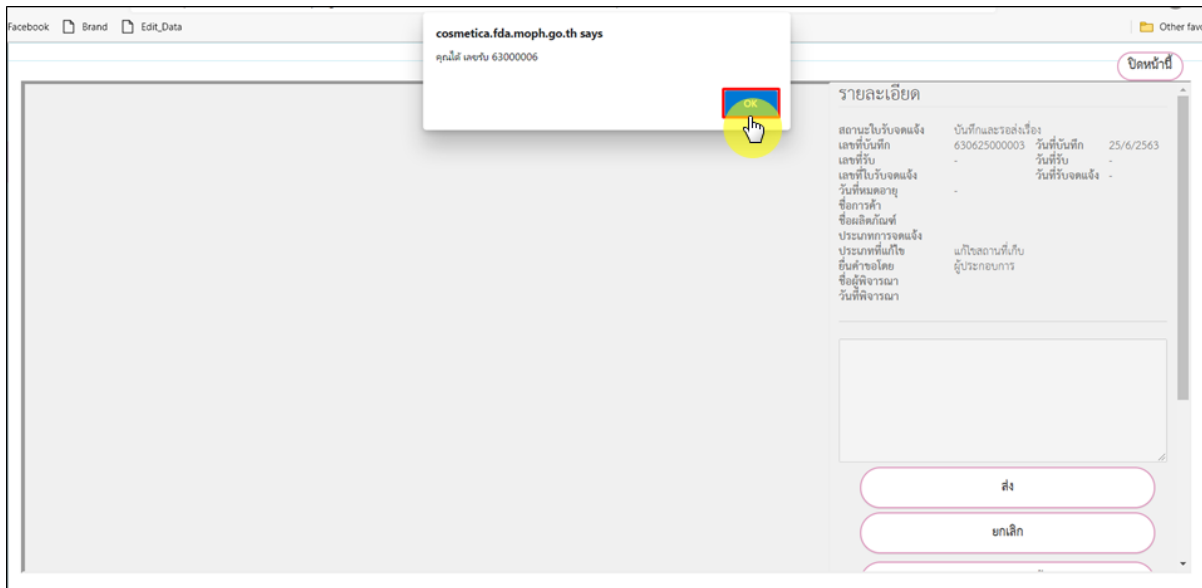 Facebook Brand Edit_Data Other favo
cosmetica.fda.moph.go.th says
คุณได้ เลขรับ 63000006
OK
ปิดหน้านี้
รายละเอียด
สถานะใบรับจดแจ้ง บันทึกและรอส่งเรื่อง
เลขที่บันทึก 630625000003 วันที่บันทึก 25/6/2563
เลขที่รับ - วันที่รับ -
เลขที่ใบรับจดแจ้ง วันที่รับจดแจ้ง -
วันที่หมดอายุ -
ชื่อการค้า
ชื่อผลิตภัณฑ์
ประเภทการจดแจ้ง
ประเภทที่แก้ไข แก้ไขสถานที่เก็บ
ยื่นคำขอโดย ผู้ประกอบการ
ชื่อผู้พิจารณา
วันที่พิจารณา
ส่ง
ยกเลิก